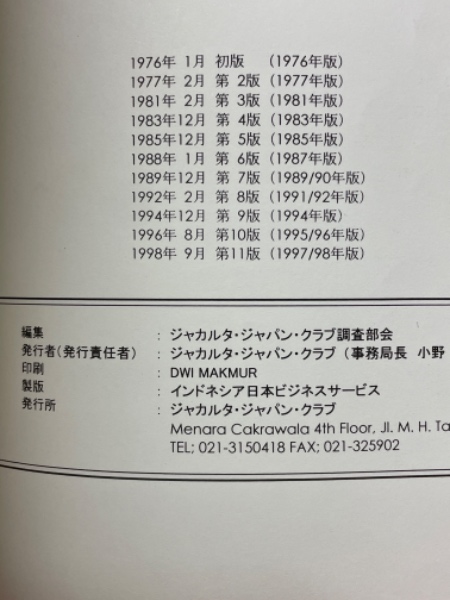 1976年 1月 初版 (1976年版)
1977年 2月 第 2版 (1977年版)
1981年 2月 第 3版 (1981年版)
1983年12月 第 4版 (1983年版)
1985年12月 第 5版 (1985年版)
1988年 1月 第 6版 (1987年版)
1989年12月 第 7版 (1989/90年版)
1992年 2月 第 8版 (1991/92年版)
1994年12月 第 9版 (1994年版)
1996年 8月 第10版 (1995/96年版)
1998年 9月 第11版 (1997/98年版)
編集 : ジャカルタ・ジャパン・クラブ調査部会
発行者(発行責任者) : ジャカルタ・ジャパン・クラブ (事務局長 小野
印刷 : DWI MAKMUR
製版 : インドネシア日本ビジネスサービス
発行所 : ジャカルタ・ジャパン・クラブ
Menara Cakrawala 4th Floor, Jl. M. H. Ta
TEL; 021-3150418 FAX; 021-325902